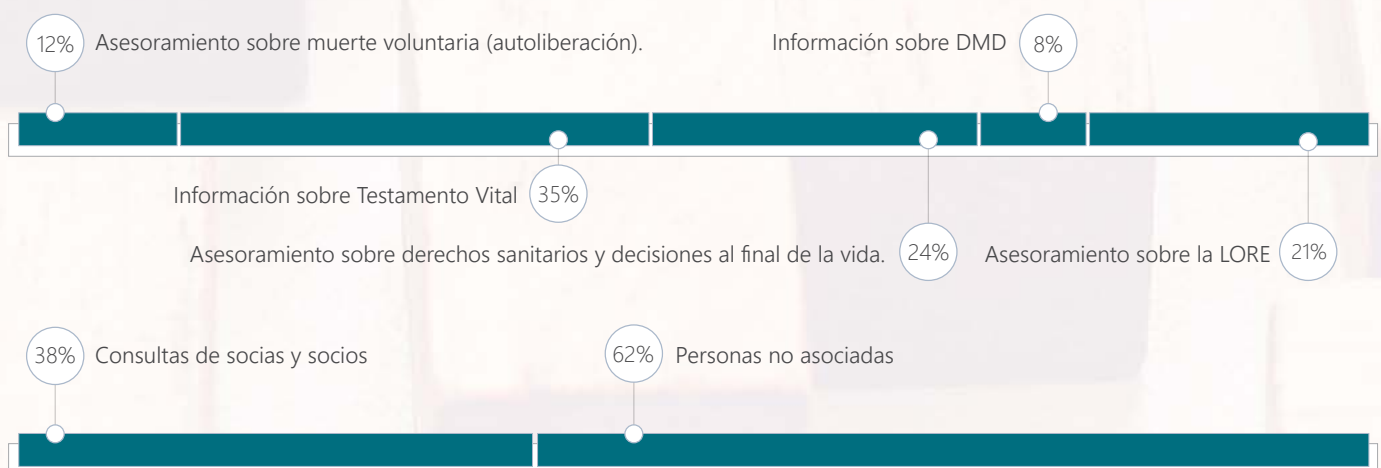 12% Asesoramiento sobre muerte voluntaria (autoliberación).
Información sobre DMD 8%
Información sobre Testamento Vital 35%
Asesoramiento sobre derechos sanitarios y decisiones al final de la vida. 24%
Asesoramiento sobre la LORE 21%
38% Consultas de socias y socios
62% Personas no asociadas